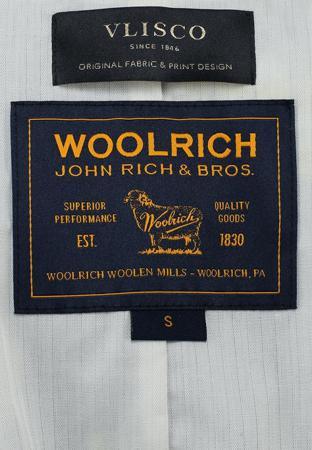 VLISCO
SINCE 1846
ORIGINAL FABRIC & PRINT DESIGN
WOOLRICH
JOHN RICH & BROS.
SUPERIOR PERFORMANCE
Woolrich
QUALITY GOODS
EST. 1830
WOOLRICH WOOLEN MILLS - WOOLRICH, PA
S